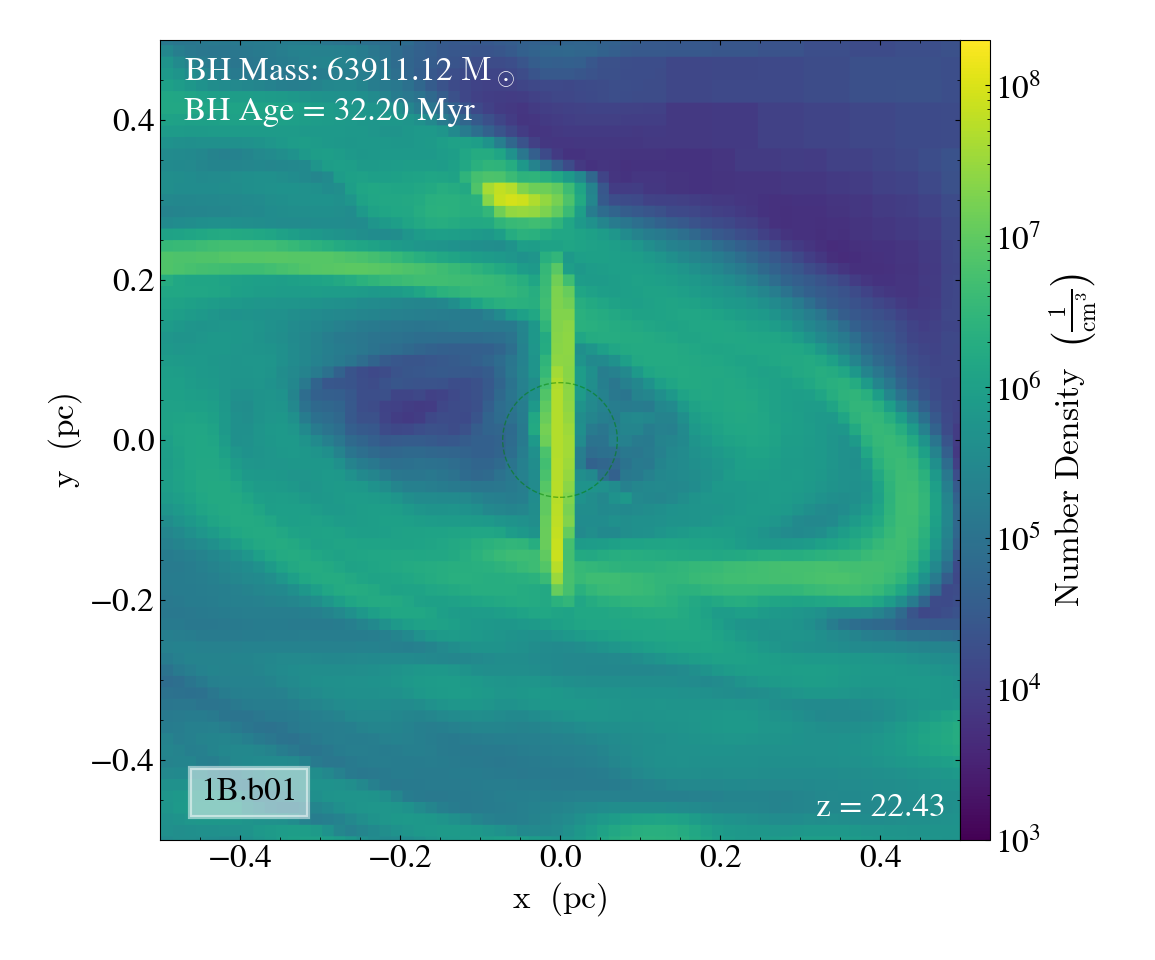 BH Mass: 63911.12 M⊙
BH Age = 32.20 Myr
0.4
0.2
0.0
−0.2
−0.4
y (pc)
1B.b01
z = 22.43
−0.4 −0.2 0.0 0.2 0.4
x (pc)
10⁸
10⁷
10⁶
10⁵
10⁴
10³
Number Density (1/cm³)